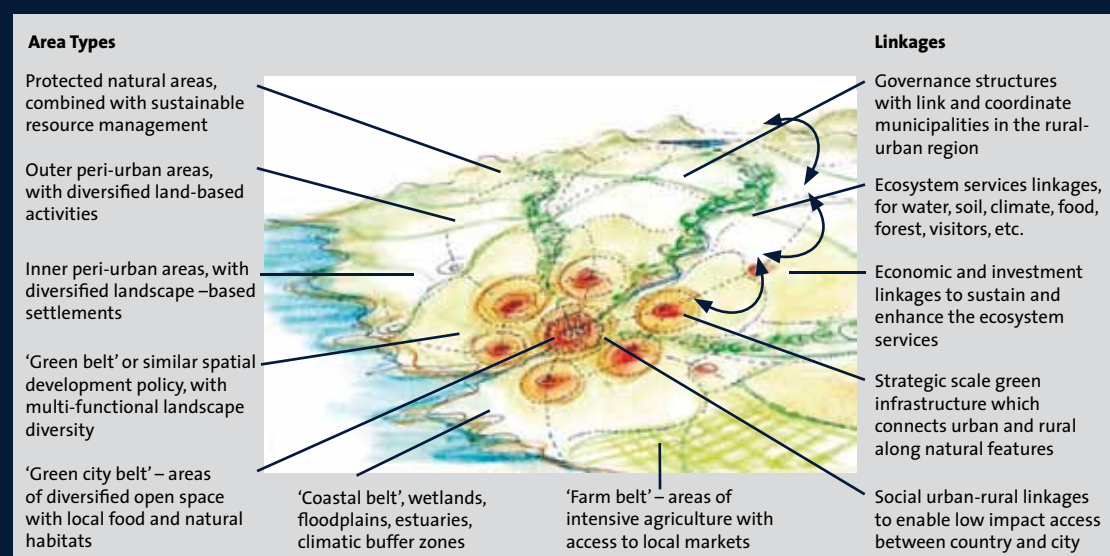 Area Types
Protected natural areas,
combined with sustainable
resource management
Outer peri-urban areas,
with diversified land-based
activities
Inner peri-urban areas, with
diversified landscape –based
settlements
‘Green belt’ or similar spatial
development policy, with
multi-functional landscape
diversity
‘Green city belt’ – areas
of diversified open space
with local food and natural
habitats
‘Coastal belt’, wetlands,
floodplains, estuaries,
climatic buffer zones
‘Farm belt’ – areas of
intensive agriculture with
access to local markets
Linkages
Governance structures
with link and coordinate
municipalities in the rural-
urban region
Ecosystem services linkages,
for water, soil, climate, food,
forest, visitors, etc.
Economic and investment
linkages to sustain and
enhance the ecosystem
services
Strategic scale green
infrastructure which
connects urban and rural
along natural features
Social urban-rural linkages
to enable low impact access
between country and city